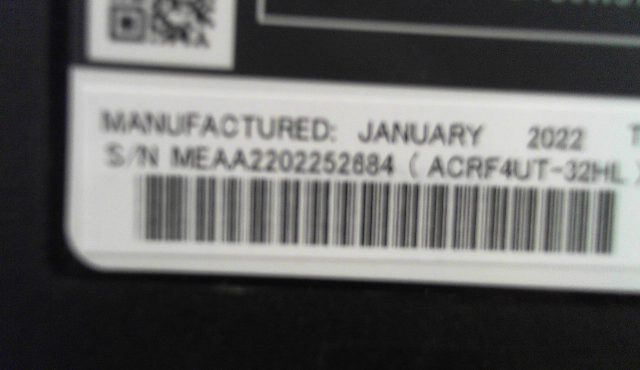 MANUFACTURED: JANUARY 2022 T
S/N MEAA2202252684 ( ACRF4UT-32HL )